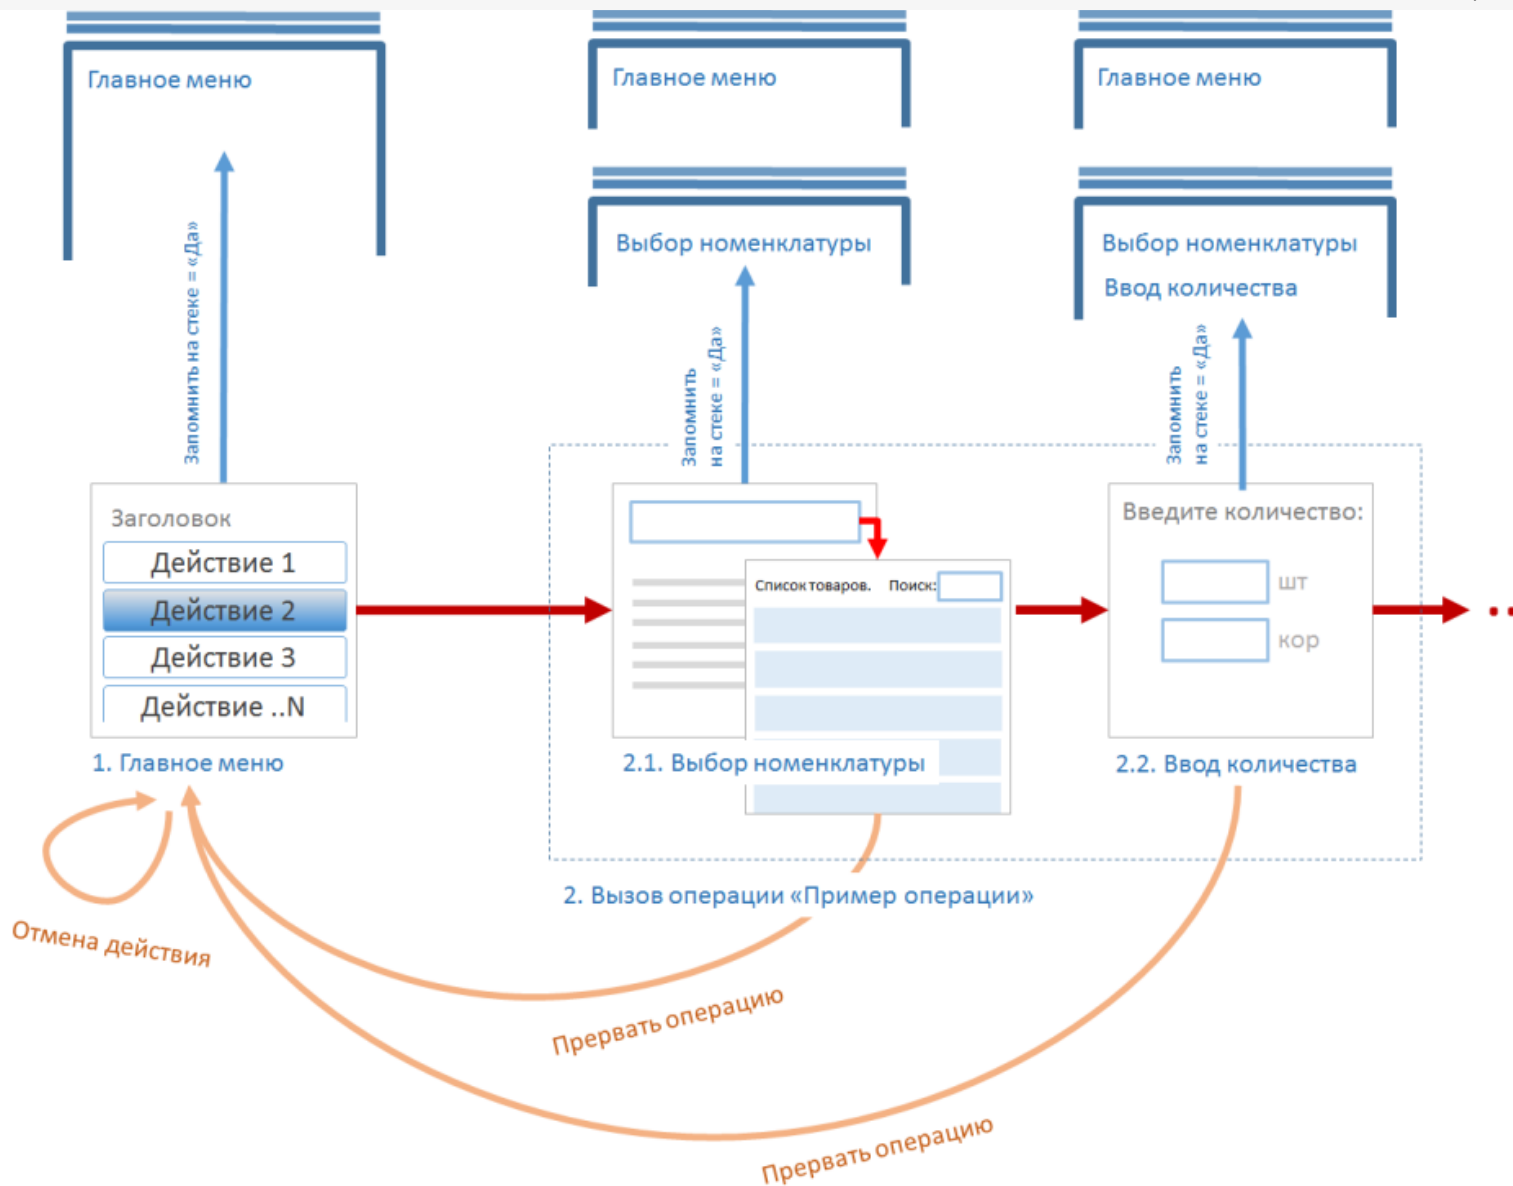 Главное меню
Главное меню
Главное меню
Выбор номенклатуры
Выбор номенклатуры
Ввод количества
Запомнить на стеке = «Да»
Запомнить
на стеке = «Да»
Запомнить
на стеке = «Да»
Заголовок
Действие 1
Действие 2
Действие 3
Действие ..N
1. Главное меню
Список товаров. Поиск:
2.1. Выбор номенклатуры
Введите количество:
шт
кор
2.2. Ввод количества
2. Вызов операции «Пример операции»
Отмена действия
Прервать операцию
Прервать операцию